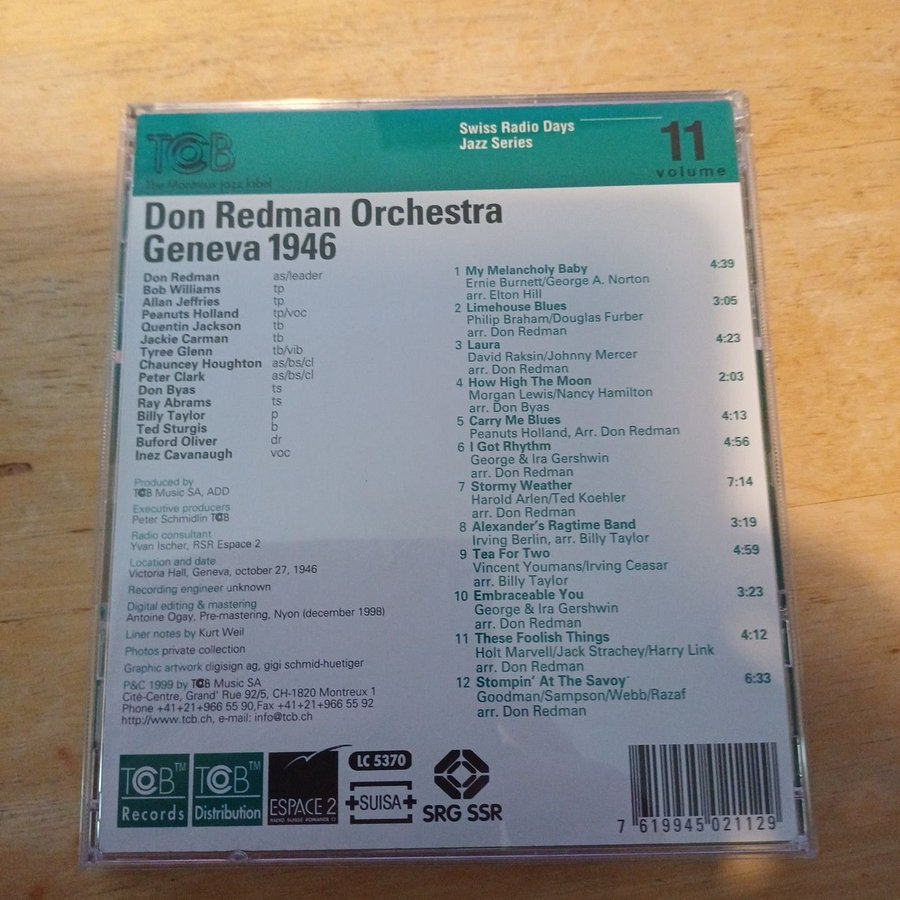 TCB
The Montreux Jazz label
Swiss Radio Days
Jazz Series
11
volume
Don Redman Orchestra
Geneva 1946
Don Redman as/leader
Bob Williams tp
Allan Jeffries tp
Peanuts Holland tp/voc
Quentin Jackson tb
Jackie Carman tb
Tyree Glenn tb/vib
Chauncey Houghton as/bs/cl
Peter Clark as/bs/cl
Don Byas ts
Ray Abrams ts
Billy Taylor p
Ted Sturgis b
Buford Oliver dr
Inez Cavanaugh voc
Produced by
TCB Music SA, ADD
Executive producers
Peter Schmidlin TCB
Radio consultant
Yvan Ischer, RSR Espace 2
Location and date
Victoria Hall, Geneva, october 27, 1946
Recording engineer unknown
Digital editing & mastering
Antoine Ogay, Pre-mastering, Nyon (december 1998)
Liner notes by Kurt Weil
Photos private collection
Graphic artwork digisign ag, gigi schmid-huetiger
P&C 1999 by TCB Music SA
Cité-Centre, Grand' Rue 92/5, CH-1820 Montreux 1
Phone +41+21+966 55 90,Fax +41+21+966 55 92
http://www.tcb.ch, e-mail: info@tcb.ch
1 My Melancholy Baby 4:39
Ernie Burnett/George A. Norton
arr. Elton Hill
2 Limehouse Blues 3:05
Philip Braham/Douglas Furber
arr. Don Redman
3 Laura 4:23
David Raksin/Johnny Mercer
arr. Don Redman
4 How High The Moon 2:03
Morgan Lewis/Nancy Hamilton
arr. Don Byas
5 Carry Me Blues 4:13
Peanuts Holland, Arr. Don Redman
6 I Got Rhythm 4:56
George & Ira Gershwin
arr. Don Redman
7 Stormy Weather 7:14
Harold Arlen/Ted Koehler
arr. Don Redman
8 Alexander's Ragtime Band 3:19
Irving Berlin, arr. Billy Taylor
9 Tea For Two 4:59
Vincent Youmans/Irving Ceasar
arr. Billy Taylor
10 Embraceable You 3:23
George & Ira Gershwin
arr. Don Redman
11 These Foolish Things 4:12
Holt Marvell/Jack Strachey/Harry Link
arr. Don Redman
12 Stompin' At The Savoy 6:33
Goodman/Sampson/Webb/Razaf
arr. Don Redman
TCB™
Records
TCB™
Distribution
ESPACE 2
RADIO SUISSE ROMANDE
LC 5370
+SUISA+
SRG SSR
7 619945 021129